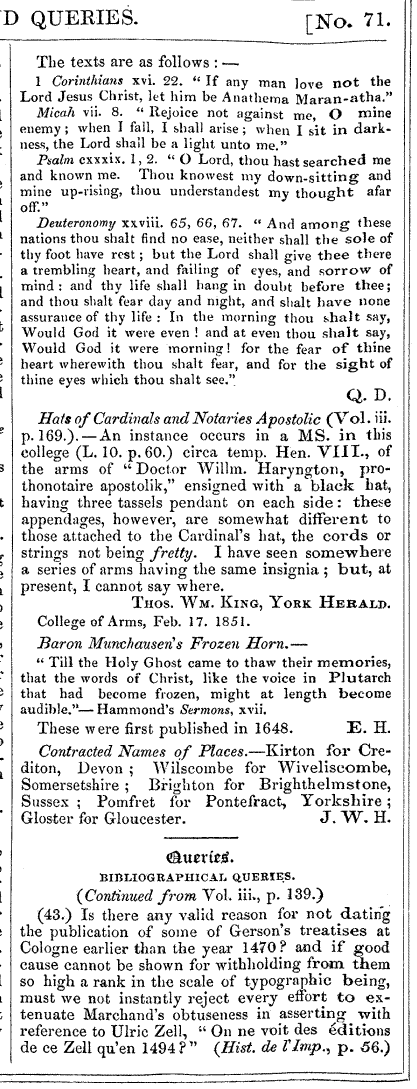 D QUERIES. [No. 71.
The texts are as follows : —
1 Corinthians xvi. 22. “ If any man love not the
Lord Jesus Christ, let him be Anathema Maran-atha.”
Micah vii. 8. “ Rejoice not against me, O mine
enemy ; when I fall, I shall arise ; when I sit in dark-
ness, the Lord shall be a light unto me.”
Psalm cxxxix. 1, 2. “ O Lord, thou hast searched me
and known me. Thou knowest my down-sitting and
mine up-rising, thou understandest my thought afar
off.”
Deuteronomy xxviii. 65, 66, 67. “ And among these
nations thou shalt find no ease, neither shall the sole of
thy foot have rest ; but the Lord shall give thee there
a trembling heart, and failing of eyes, and sorrow of
mind : and thy life shall hang in doubt before thee ;
and thou shalt fear day and night, and shalt have none
assurance of thy life : In the morning thou shalt say,
Would God it were even ! and at even thou shalt say,
Would God it were morning ! for the fear of thine
heart wherewith thou shalt fear, and for the sight of
thine eyes which thou shalt see.”
Q. D.
Hats of Cardinals and Notaries Apostolic (Vol. iii.
p. 169.). — An instance occurs in a MS. in this
college (L. 10. p. 60.) circa temp. Hen. VIII., of
the arms of “ Doctor Willm. Haryngton, pro-
thonotaire apostolik,” ensigned with a black hat,
having three tassels pendant on each side : these
appendages, however, are somewhat different to
those attached to the Cardinal's hat, the cords or
strings not being fretty. I have seen somewhere
a series of arms having the same insignia ; but, at
present, I cannot say where.
Thos. Wm. King, York Herald.
College of Arms, Feb. 17. 1851.
Baron Munchausen's Frozen Horn. —
“ Till the Holy Ghost came to thaw their memories,
that the words of Christ, like the voice in Plutarch
that had become frozen, might at length become
audible.”— Hammond's Sermons, xvii.
These were first published in 1648. E. H.
Contracted Names of Places.—Kirton for Cre-
diton, Devon ; Wilscombe for Wiveliscombe,
Somersetshire ; Brighton for Brighthelmstone,
Sussex ; Pomfret for Pontefract, Yorkshire ;
Gloster for Gloucester. J. W. H.
Queries.
BIBLIOGRAPHICAL QUERIES.
(Continued from Vol. iii., p. 139.)
(43.) Is there any valid reason for not dating
the publication of some of Gerson's treatises at
Cologne earlier than the year 1470 ? and if good
cause cannot be shown for withholding from them
so high a rank in the scale of typographic being,
must we not instantly reject every effort to ex-
tenuate Marchand's obtuseness in asserting with
reference to Ulric Zell, “ On ne voit des éditions
de ce Zell qu'en 1494 ? ” (Hist. de l'Imp., p. 56.)